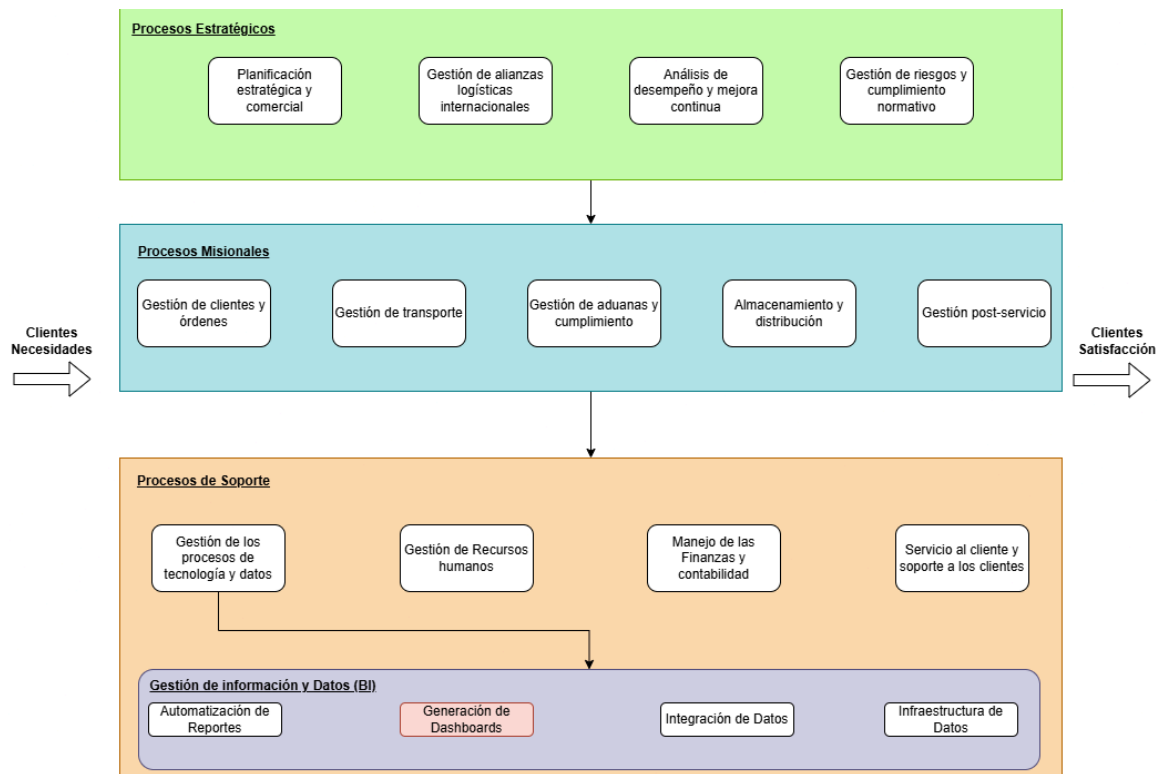 Procesos Estratégicos
Planificación
estratégica y
comercial
Gestión de alianzas
logísticas
internacionales
Análisis de
desempeño y mejora
continua
Gestión de riesgos y
cumplimiento
normativo
Procesos Misionales
Gestión de clientes y
órdenes
Gestión de transporte
Gestión de aduanas y
cumplimiento
Almacenamiento y
distribución
Gestión post-servicio
Clientes
Necesidades
Clientes
Satisfacción
Procesos de Soporte
Gestión de los
procesos de
tecnología y datos
Gestión de Recursos
humanos
Manejo de las
Finanzas y
contabilidad
Servicio al cliente y
soporte a los clientes
Gestión de información y Datos (BI)
Automatización de
Reportes
Generación de
Dashboards
Integración de Datos
Infraestructura de
Datos